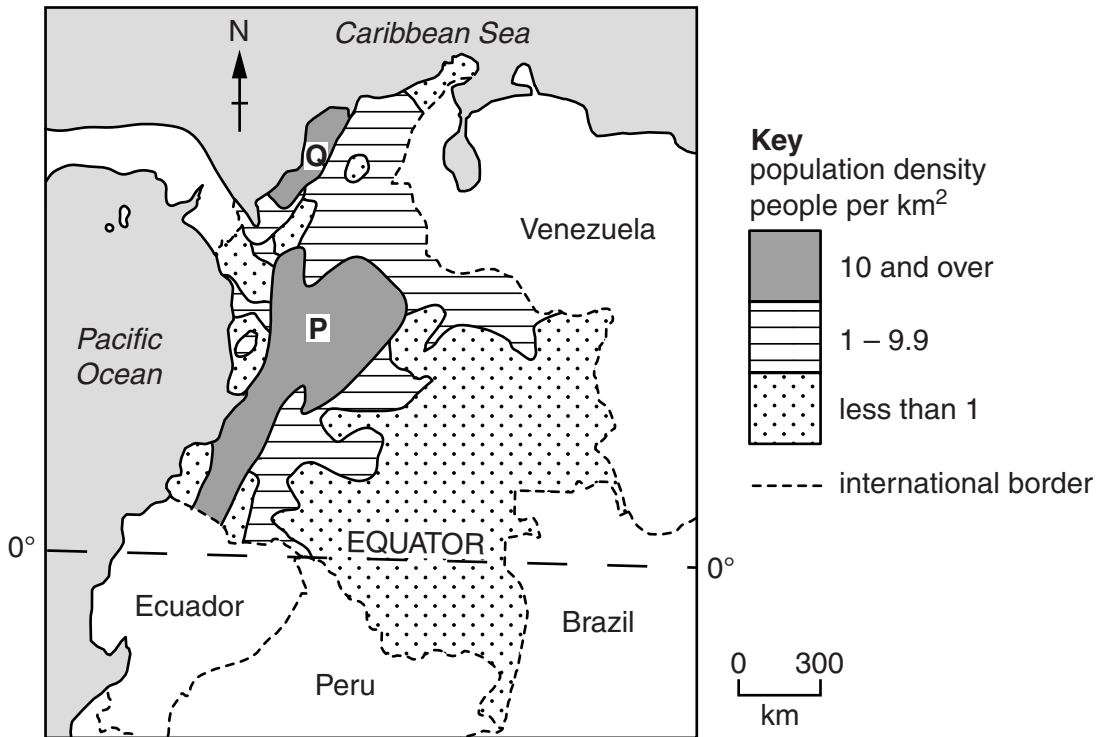 N
Caribbean Sea
Q
Venezuela
P
Pacific
Ocean
0°
EQUATOR
0°
Ecuador
Brazil
Peru
Key
population density
people per km²
10 and over
1 – 9.9
less than 1
international border
0 300
km